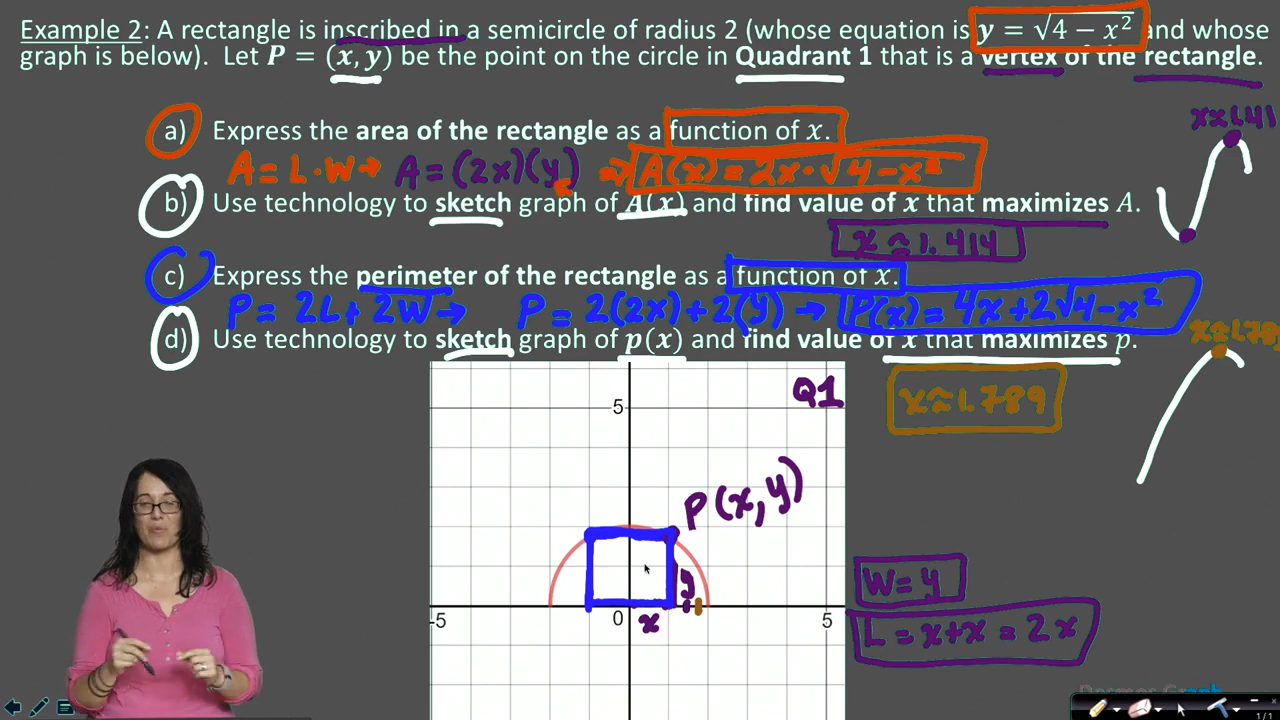 Example 2: A rectangle is inscribed in a semicircle of radius 2 (whose equation is y = √4 − x² and whose
graph is below). Let P = (x, y) be the point on the circle in Quadrant 1 that is a vertex of the rectangle.
x≈1.41
a) Express the area of the rectangle as a function of x.
A = L·W → A = (2x)(y) ⇒ A(x) = 2x·√4−x²
b) Use technology to sketch graph of A(x) and find value of x that maximizes A.
x ≈ 1.414
c) Express the perimeter of the rectangle as a function of x.
P = 2L + 2W → P = 2(2x)+2(y) → P(x) = 4x+2√4−x²
d) Use technology to sketch graph of p(x) and find value of x that maximizes p.
x≈1.78
x≈1.789
Q1
5
P(x,y)
y
W = y
-5 0 x 5
L = x+x = 2x
Desmos Graph
1/1